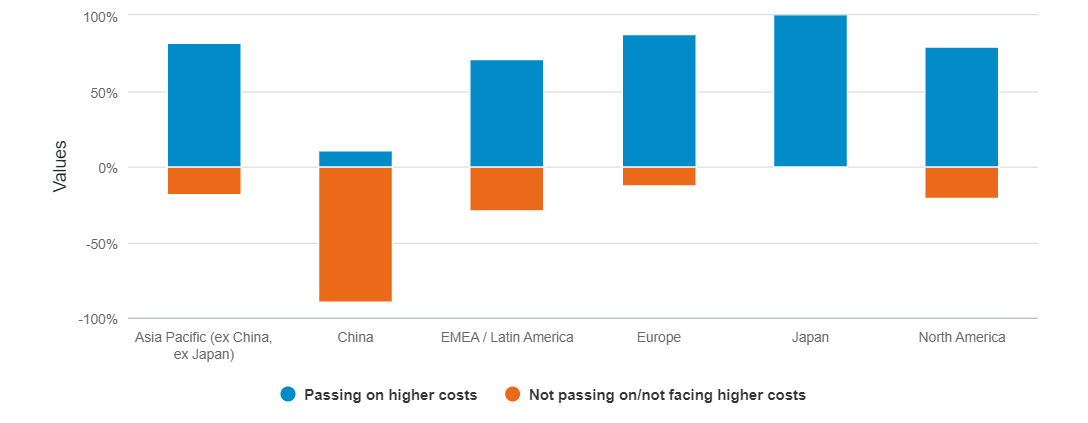 100%
50%
0%
-50%
-100%
Values
Asia Pacific (ex China,
ex Japan)
China
EMEA / Latin America
Europe
Japan
North America
Passing on higher costs
Not passing on/not facing higher costs